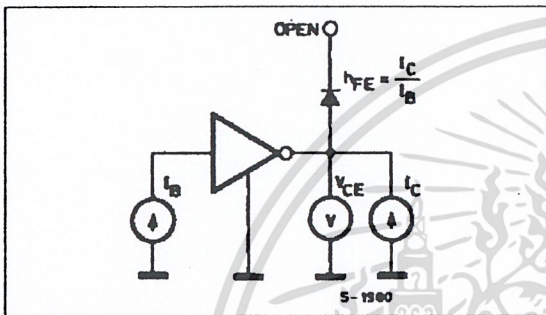 OPEN
hFE = IC
IB
IB
VCE
IC
V
S-1980